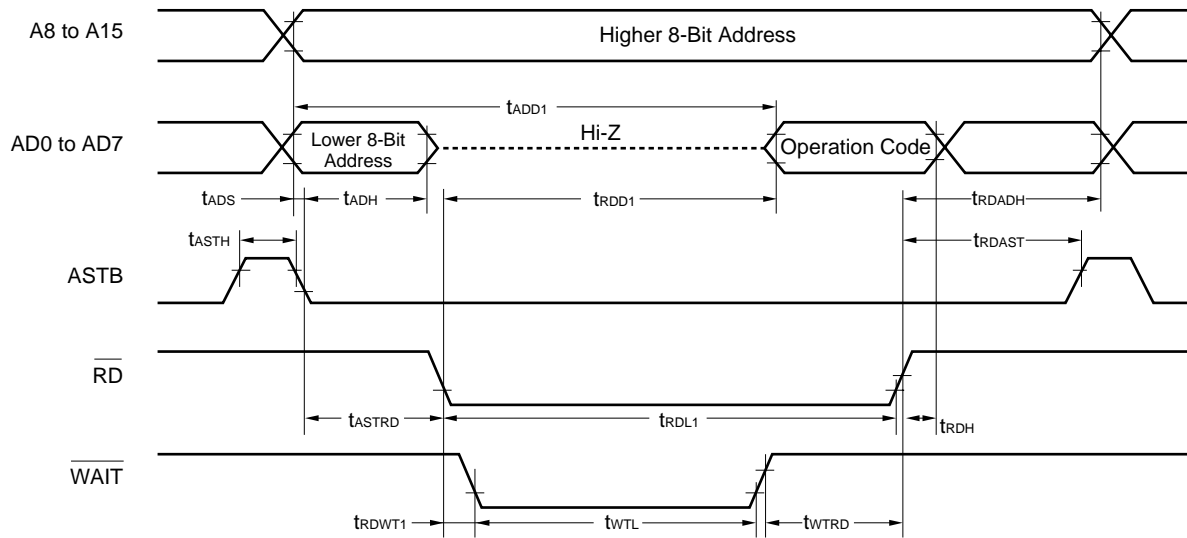 A8 to A15
Higher 8-Bit Address
tADD1
AD0 to AD7
Lower 8-Bit
Address
Hi-Z
Operation Code
tADS
tADH
tRDD1
tRDADH
tASTH
tRDAST
ASTB
RD
tASTRD
tRDL1
tRDH
WAIT
tRDWT1
tWTL
tWTRD